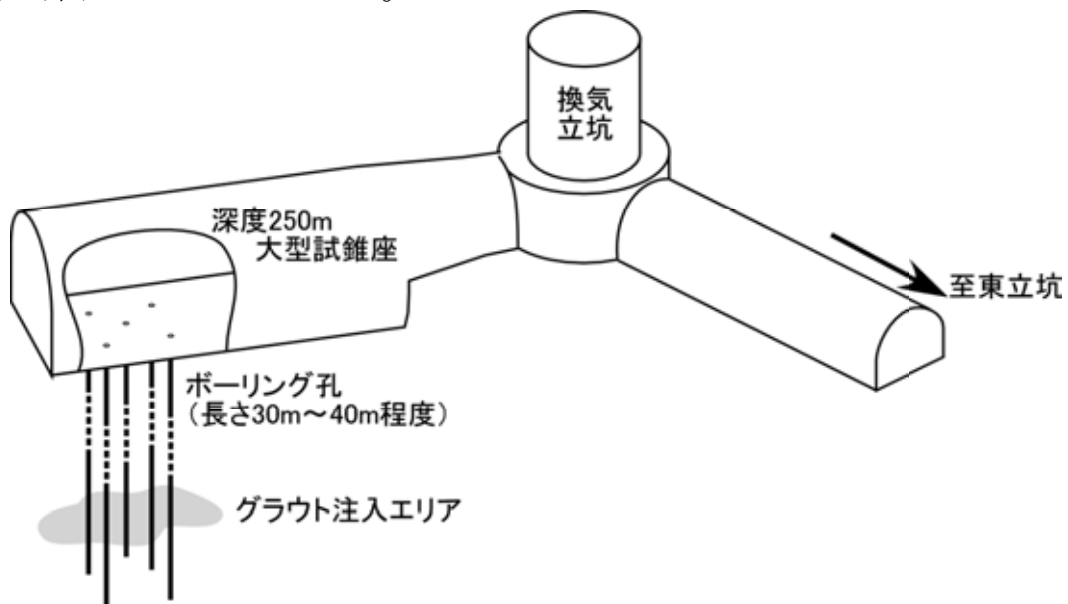 換気
立坑
深度250m
大型試錐座
至東立坑
ボーリング孔
（長さ30m～40m程度）
グラウト注入エリア